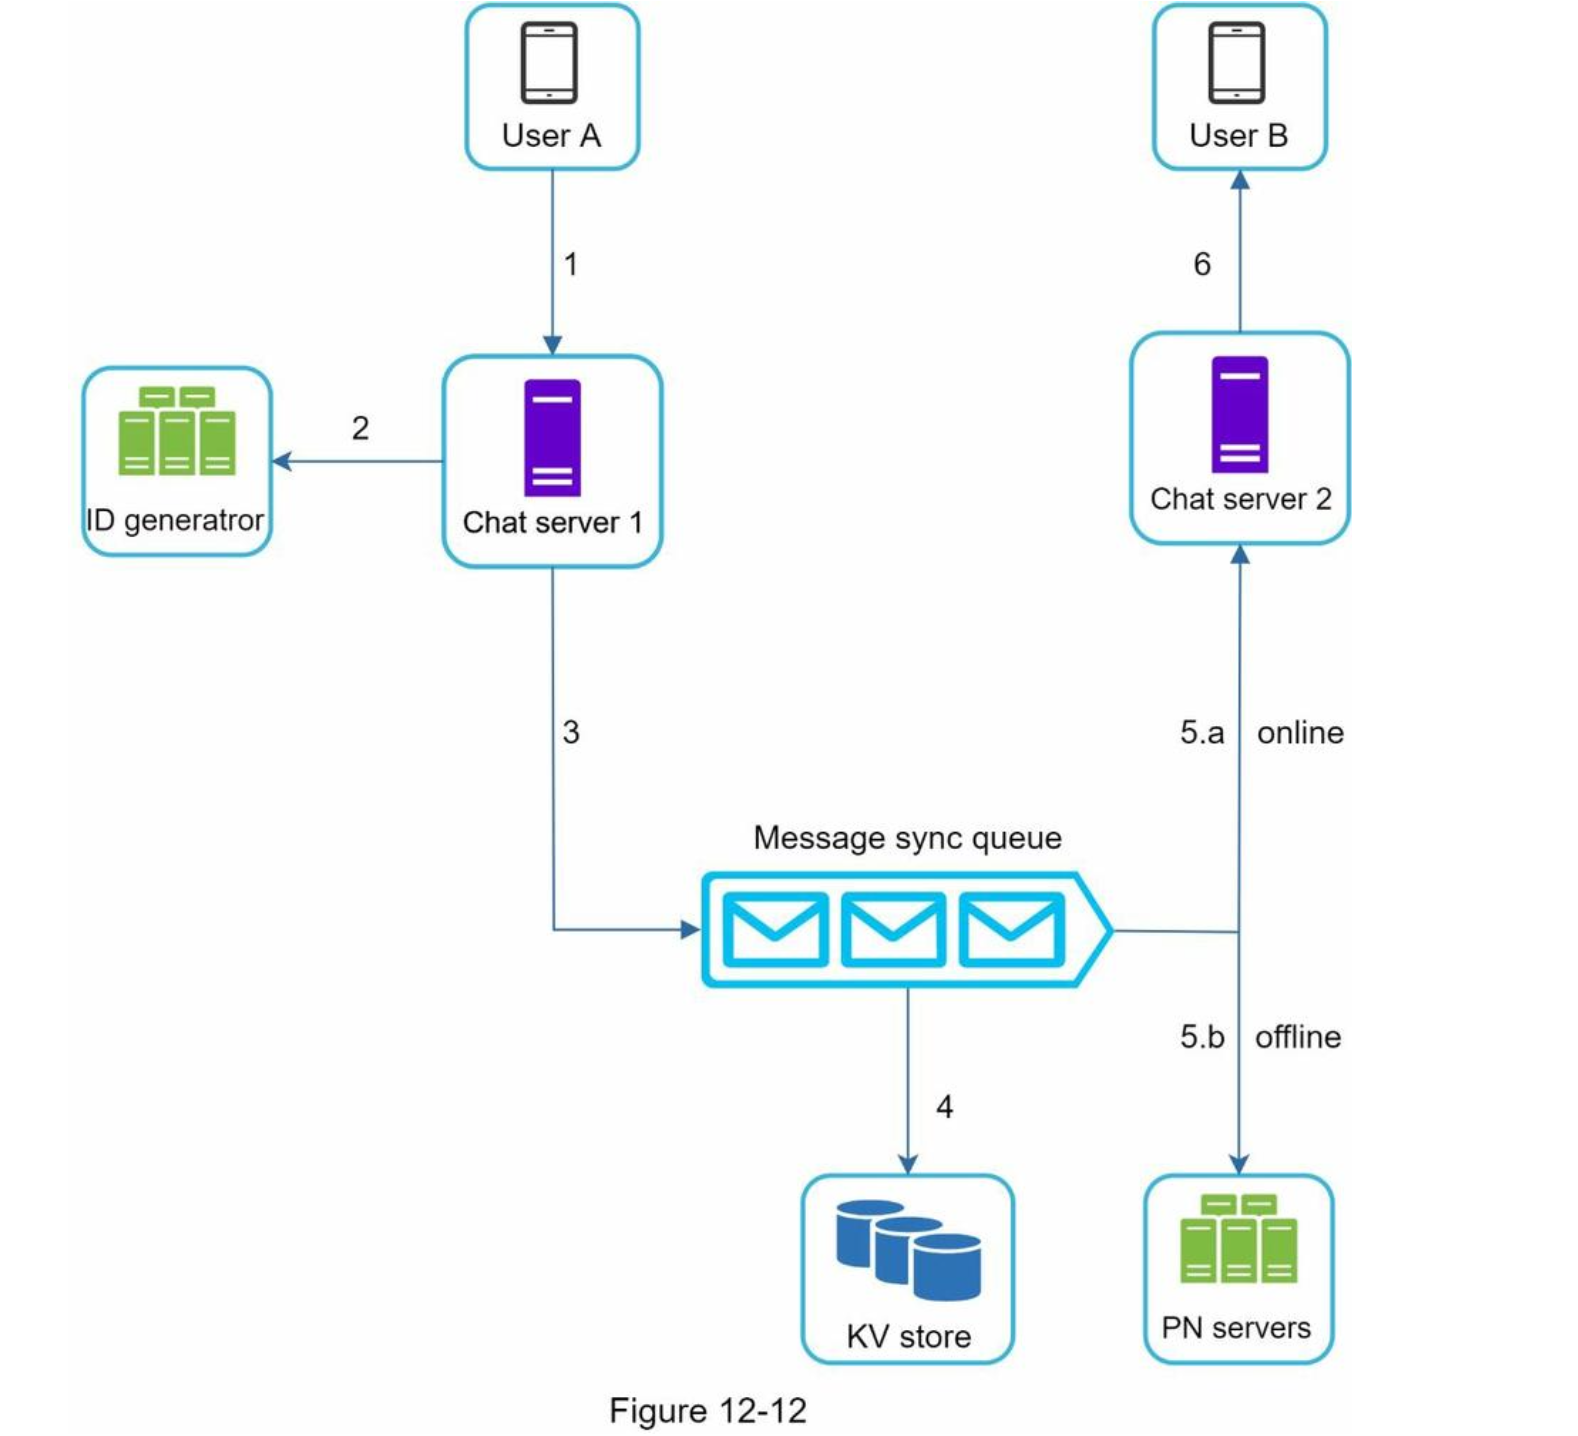 User A
User B
1
6
2
ID generatror
Chat server 1
Chat server 2
3
5.a online
Message sync queue
5.b offline
4
KV store
PN servers
Figure 12-12